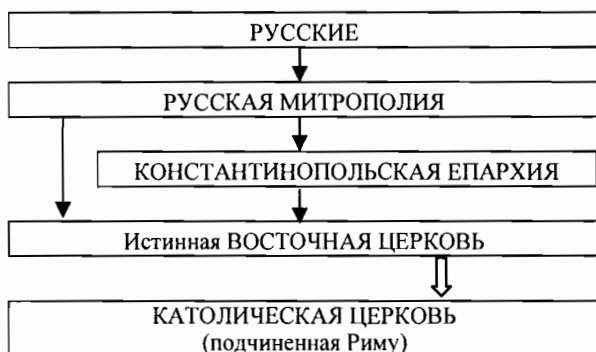 РУССКИЕ
РУССКАЯ МИТРОПОЛИЯ
КОНСТАНТИНОПОЛЬСКАЯ ЕПАРХИЯ
Истинная ВОСТОЧНАЯ ЦЕРКОВЬ
КАТОЛИЧЕСКАЯ ЦЕРКОВЬ
(подчиненная Риму)